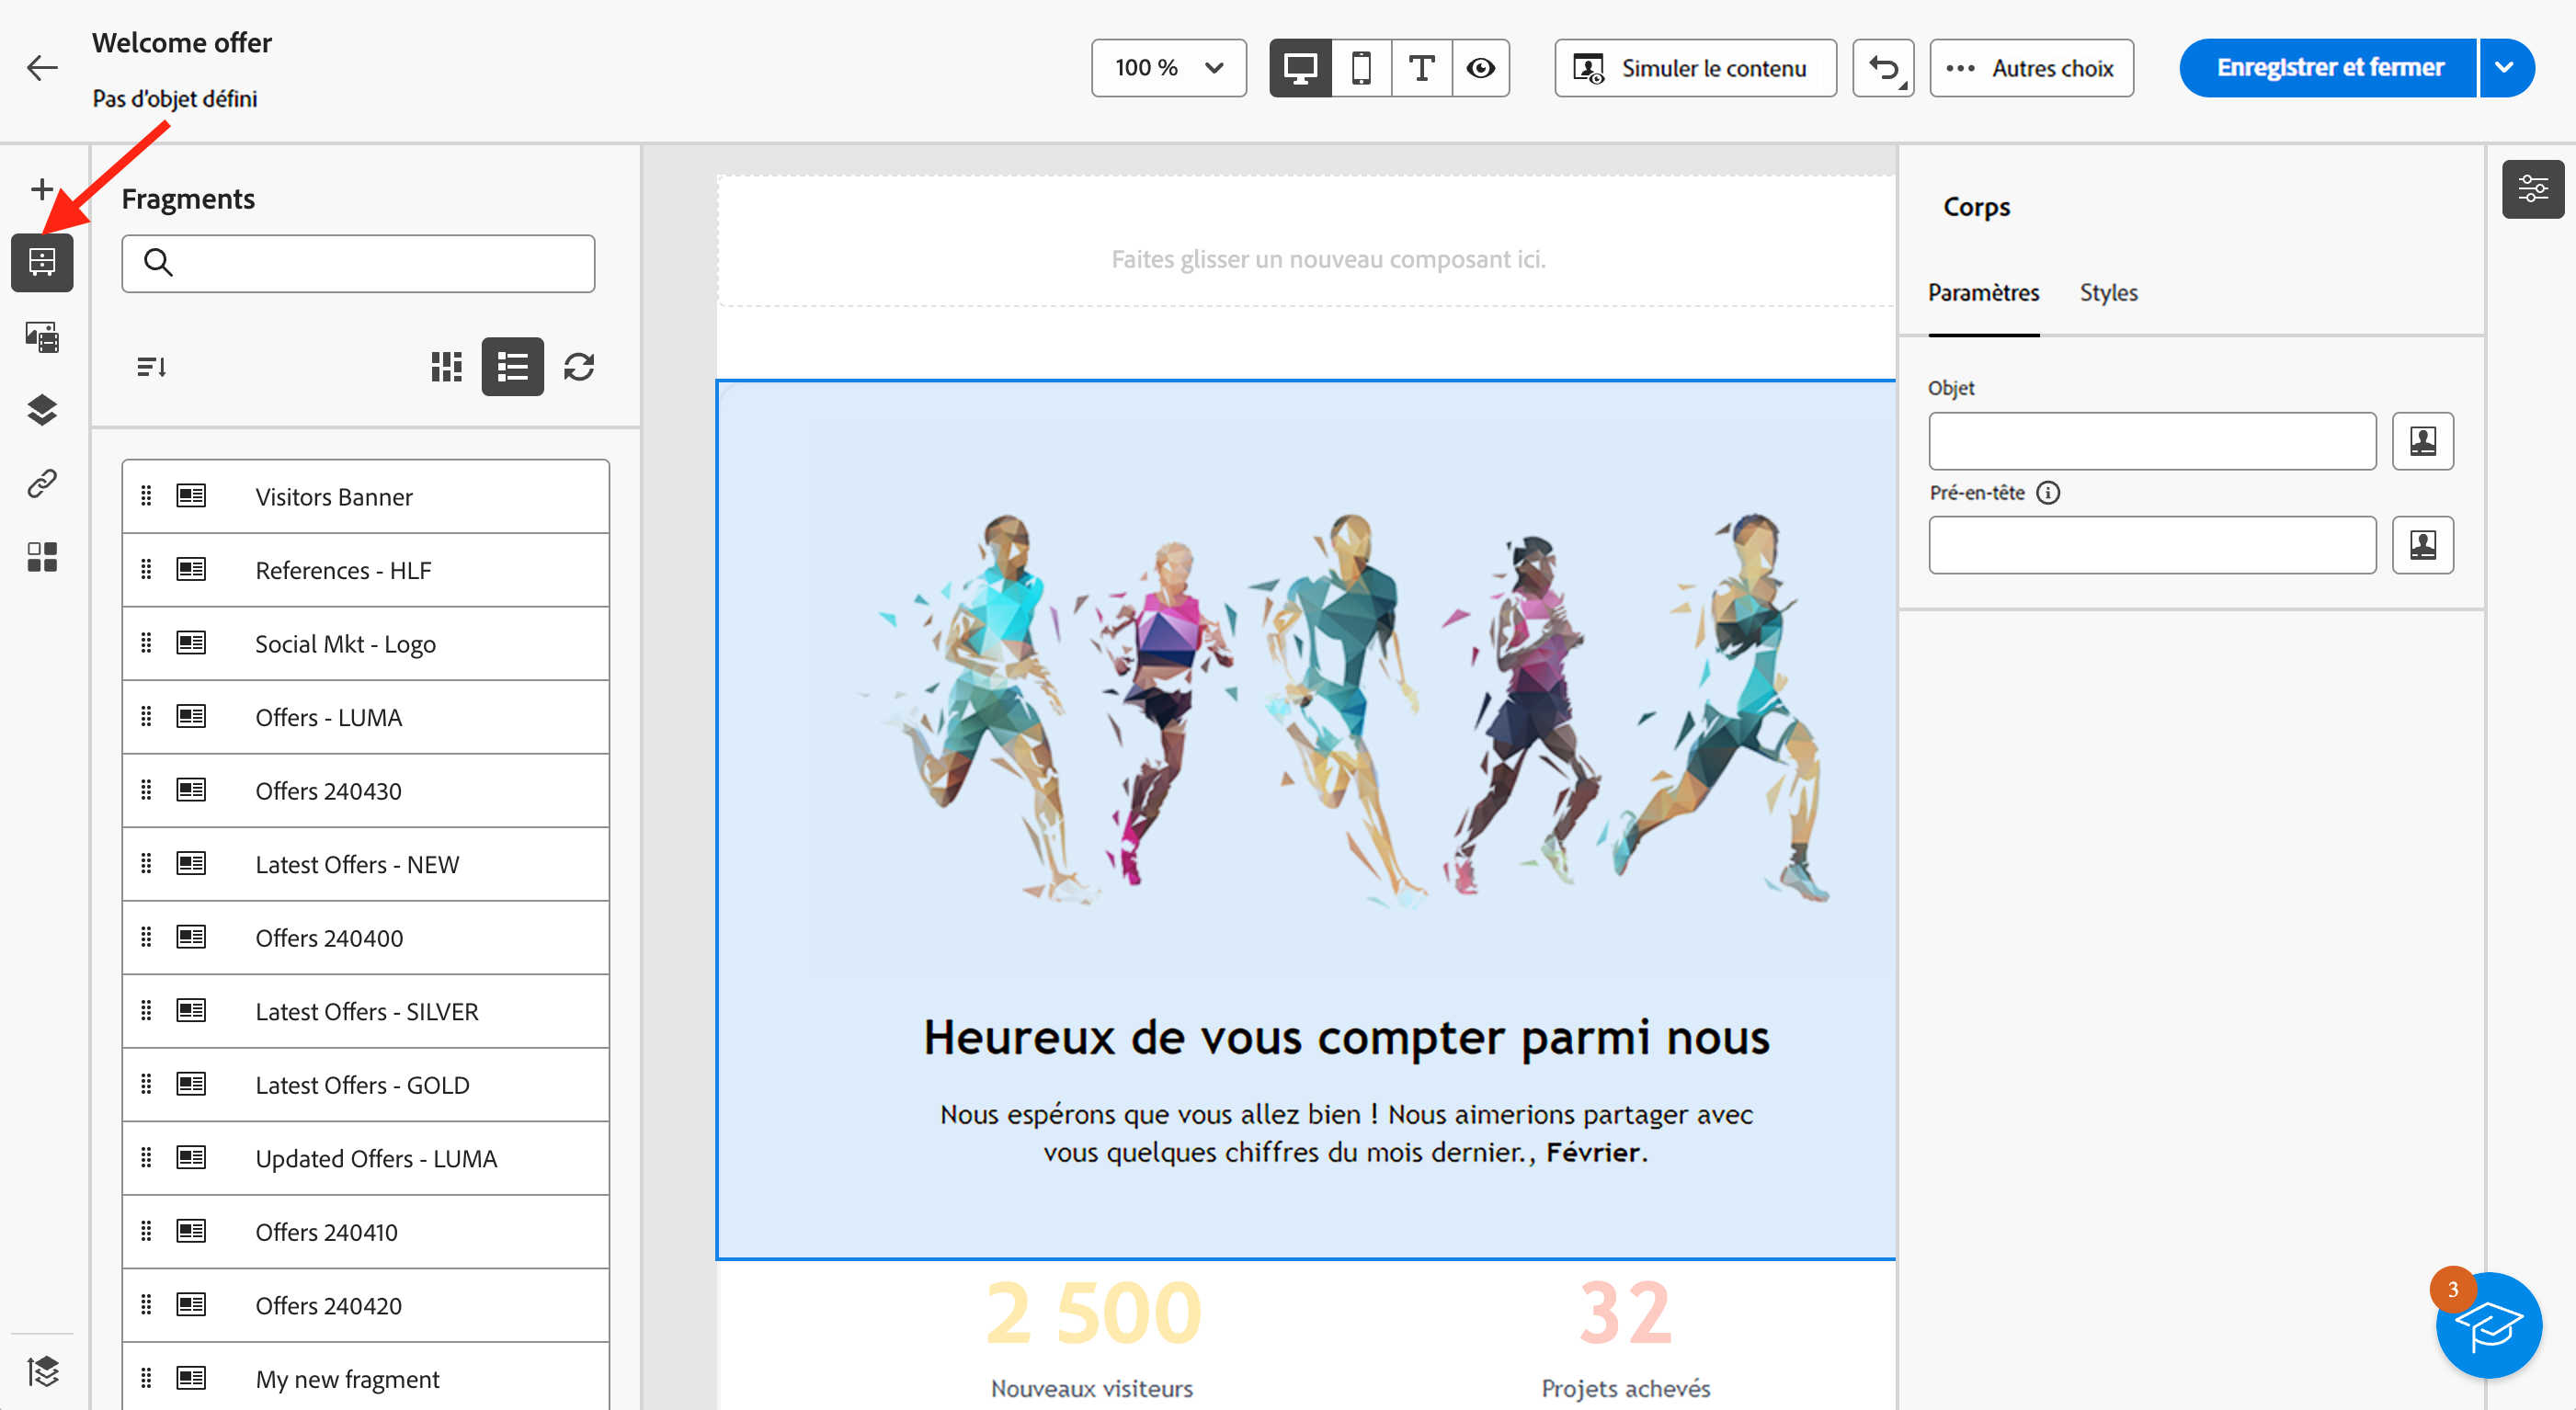 Welcome offer
Pas d'objet défini
100 %
Simuler le contenu
Autres choix
Enregistrer et fermer
Fragments
Visitors Banner
References - HLF
Social Mkt - Logo
Offers - LUMA
Offers 240430
Latest Offers - NEW
Offers 240400
Latest Offers - SILVER
Latest Offers - GOLD
Updated Offers - LUMA
Offers 240410
Offers 240420
My new fragment
Faites glisser un nouveau composant ici.
Heureux de vous compter parmi nous
Nous espérons que vous allez bien ! Nous aimerions partager avec
vous quelques chiffres du mois dernier., Février.
2 500
32
Nouveaux visiteurs
Projets achevés
Corps
Paramètres
Styles
Objet
Pré-en-tête
3